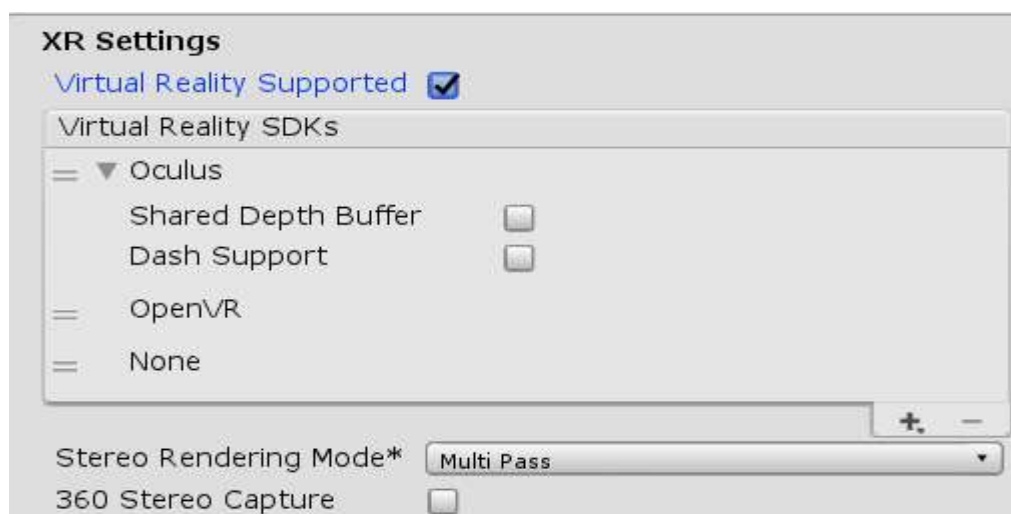 XR Settings
Virtual Reality Supported
Virtual Reality SDKs
Oculus
Shared Depth Buffer
Dash Support
OpenVR
None
Stereo Rendering Mode* Multi Pass
360 Stereo Capture